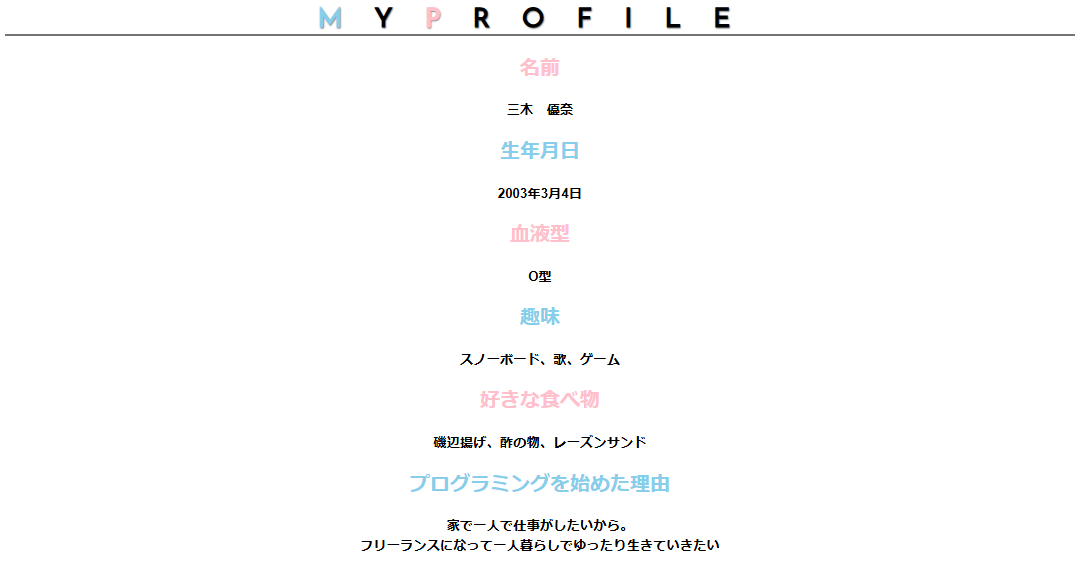 MY PROFILE
名前
三木　優奈
生年月日
2003年3月4日
血液型
O型
趣味
スノーボード、歌、ゲーム
好きな食べ物
磯辺揚げ、酢の物、レーズンサンド
プログラミングを始めた理由
家で一人で仕事がしたいから。
フリーランスになって一人暮らしでゆったり生きていきたい